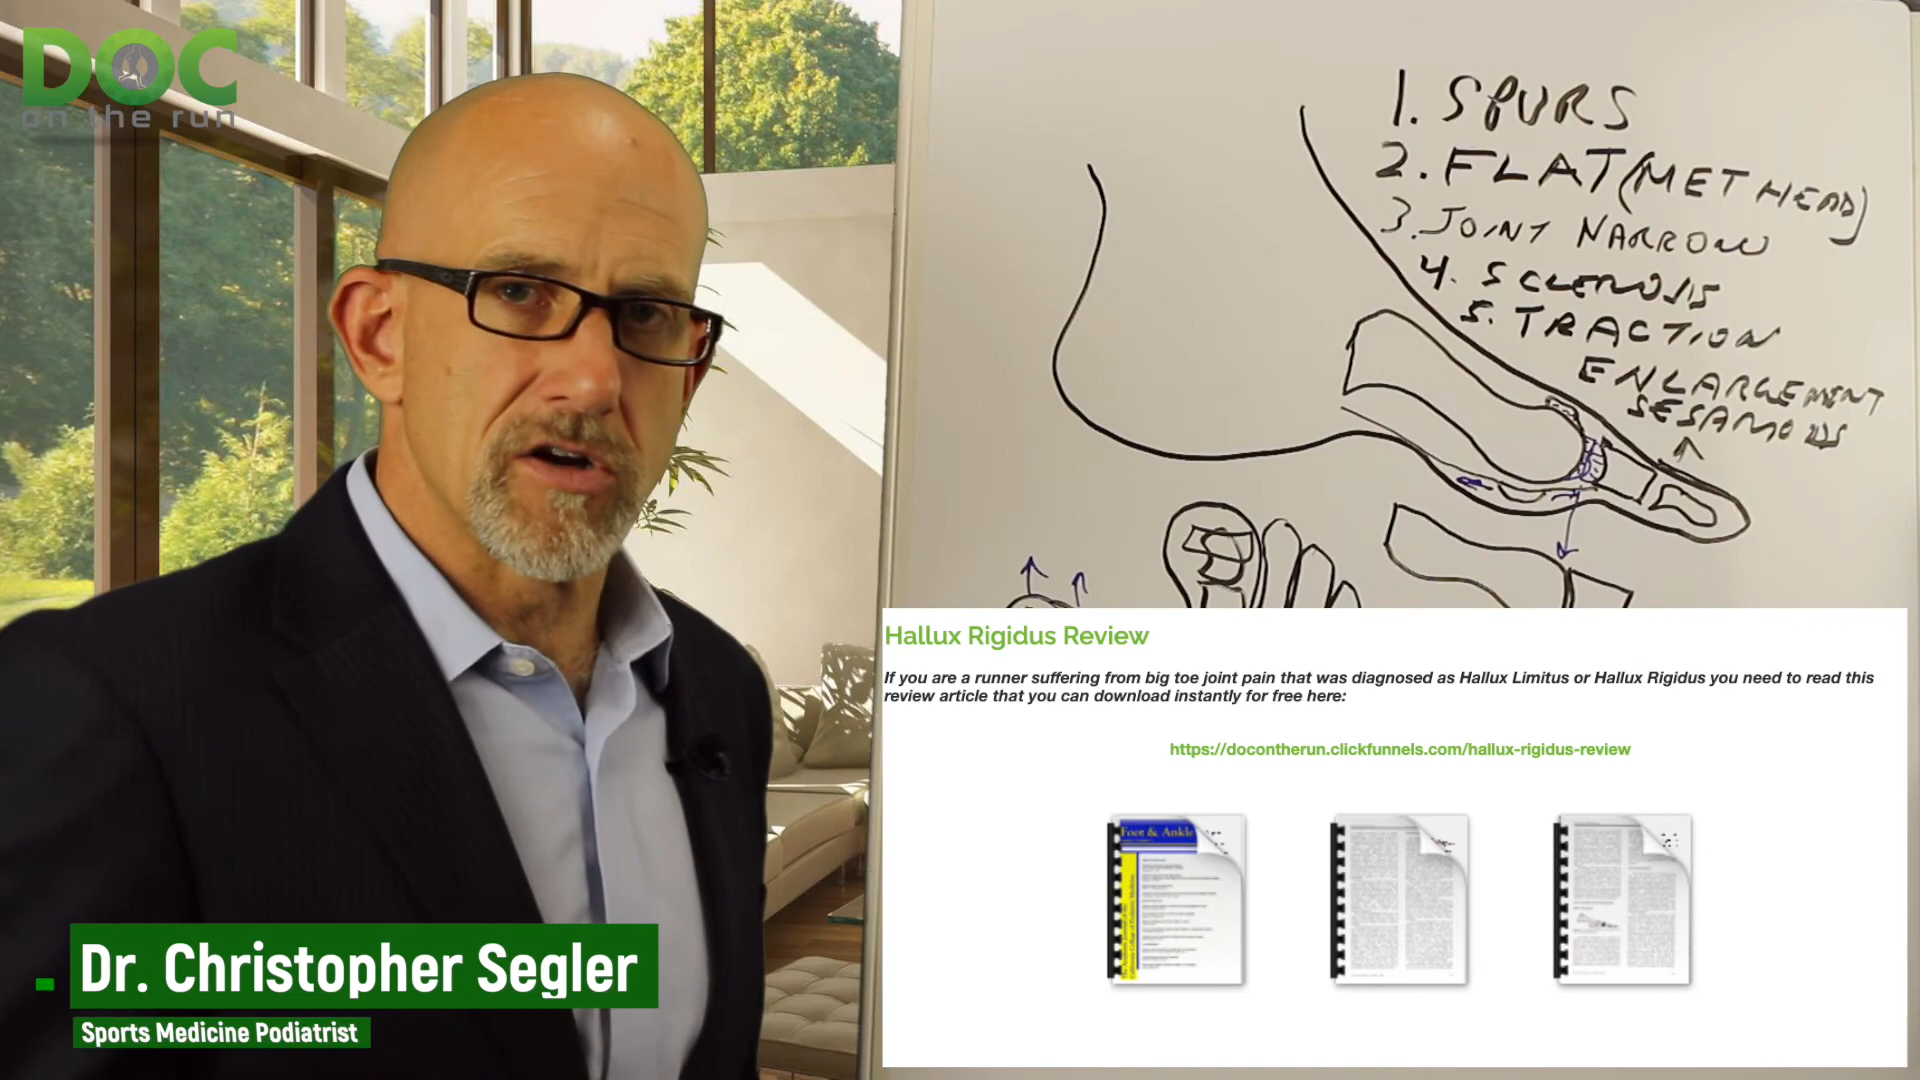 DOC
on the run
1. SPURS
2. FLAT (MET HEAD)
3. JOINT NARROW
4. SCLEROSIS
5. TRACTION
ENLARGEMENT
SESAMOIDS
Hallux Rigidus Review
If you are a runner suffering from big toe joint pain that was diagnosed as Hallux Limitus or Hallux Rigidus you need to read this
review article that you can download instantly for free here:
https://docontherun.clickfunnels.com/hallux-rigidus-review
Foot & Ankle
Dr. Christopher Segler
Sports Medicine Podiatrist